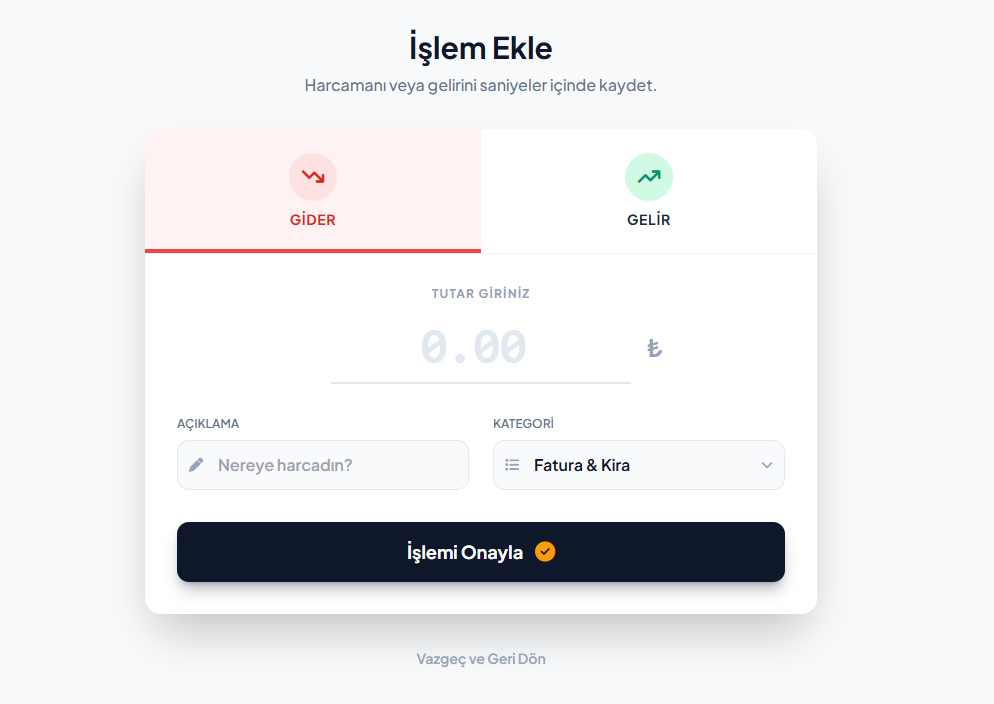 İşlem Ekle
Harcamanı veya gelirini saniyeler içinde kaydet.
GİDER
GELİR
TUTAR GİRİNİZ
0.00 ₺
AÇIKLAMA
KATEGORİ
Nereye harcadın?
Fatura & Kira
İşlemi Onayla
Vazgeç ve Geri Dön